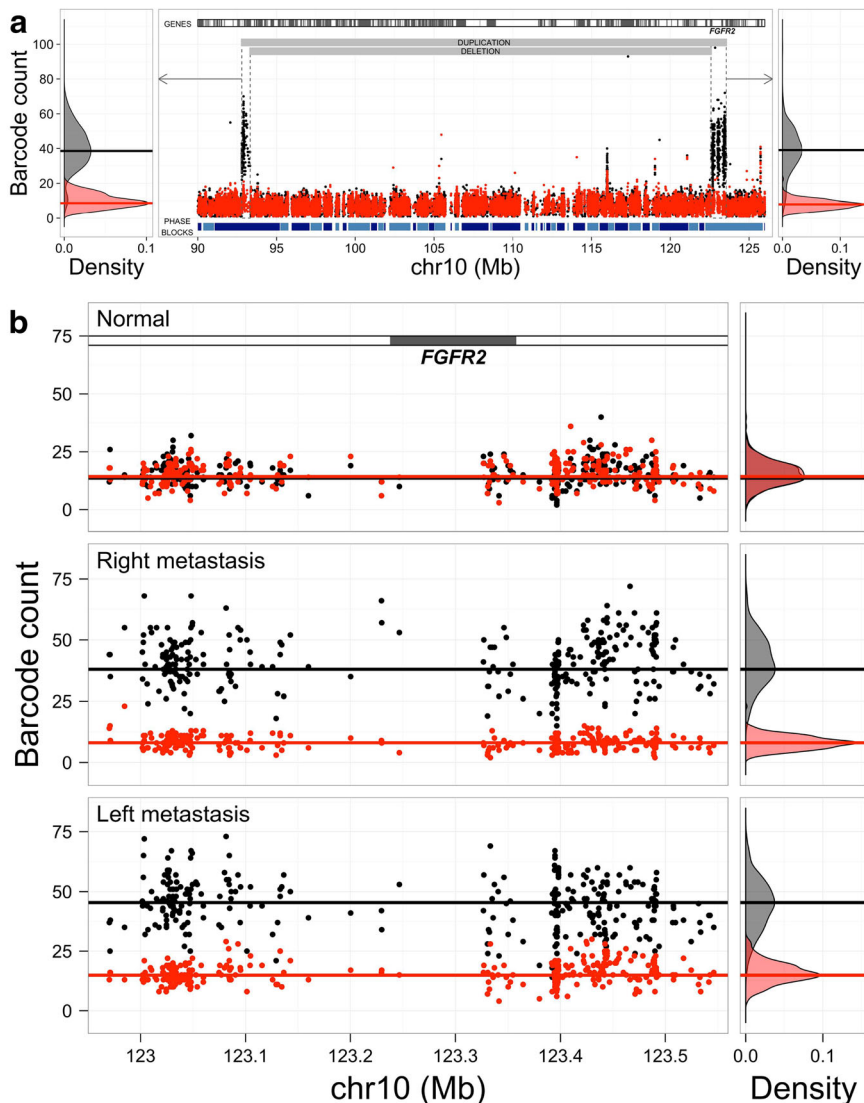 a
GENES
FGFR2
DUPLICATION
DELETION
Barcode count
100
80
60
40
20
0
PHASE
BLOCKS
0.0 0.1
Density
90 95 100 105 110 115 120 125
chr10 (Mb)
0.0 0.1
Density
b
Normal
FGFR2
75
50
25
0
Right metastasis
75
50
25
0
Barcode count
Left metastasis
75
50
25
0
123 123.1 123.2 123.3 123.4 123.5
chr10 (Mb)
0.0 0.1
Density